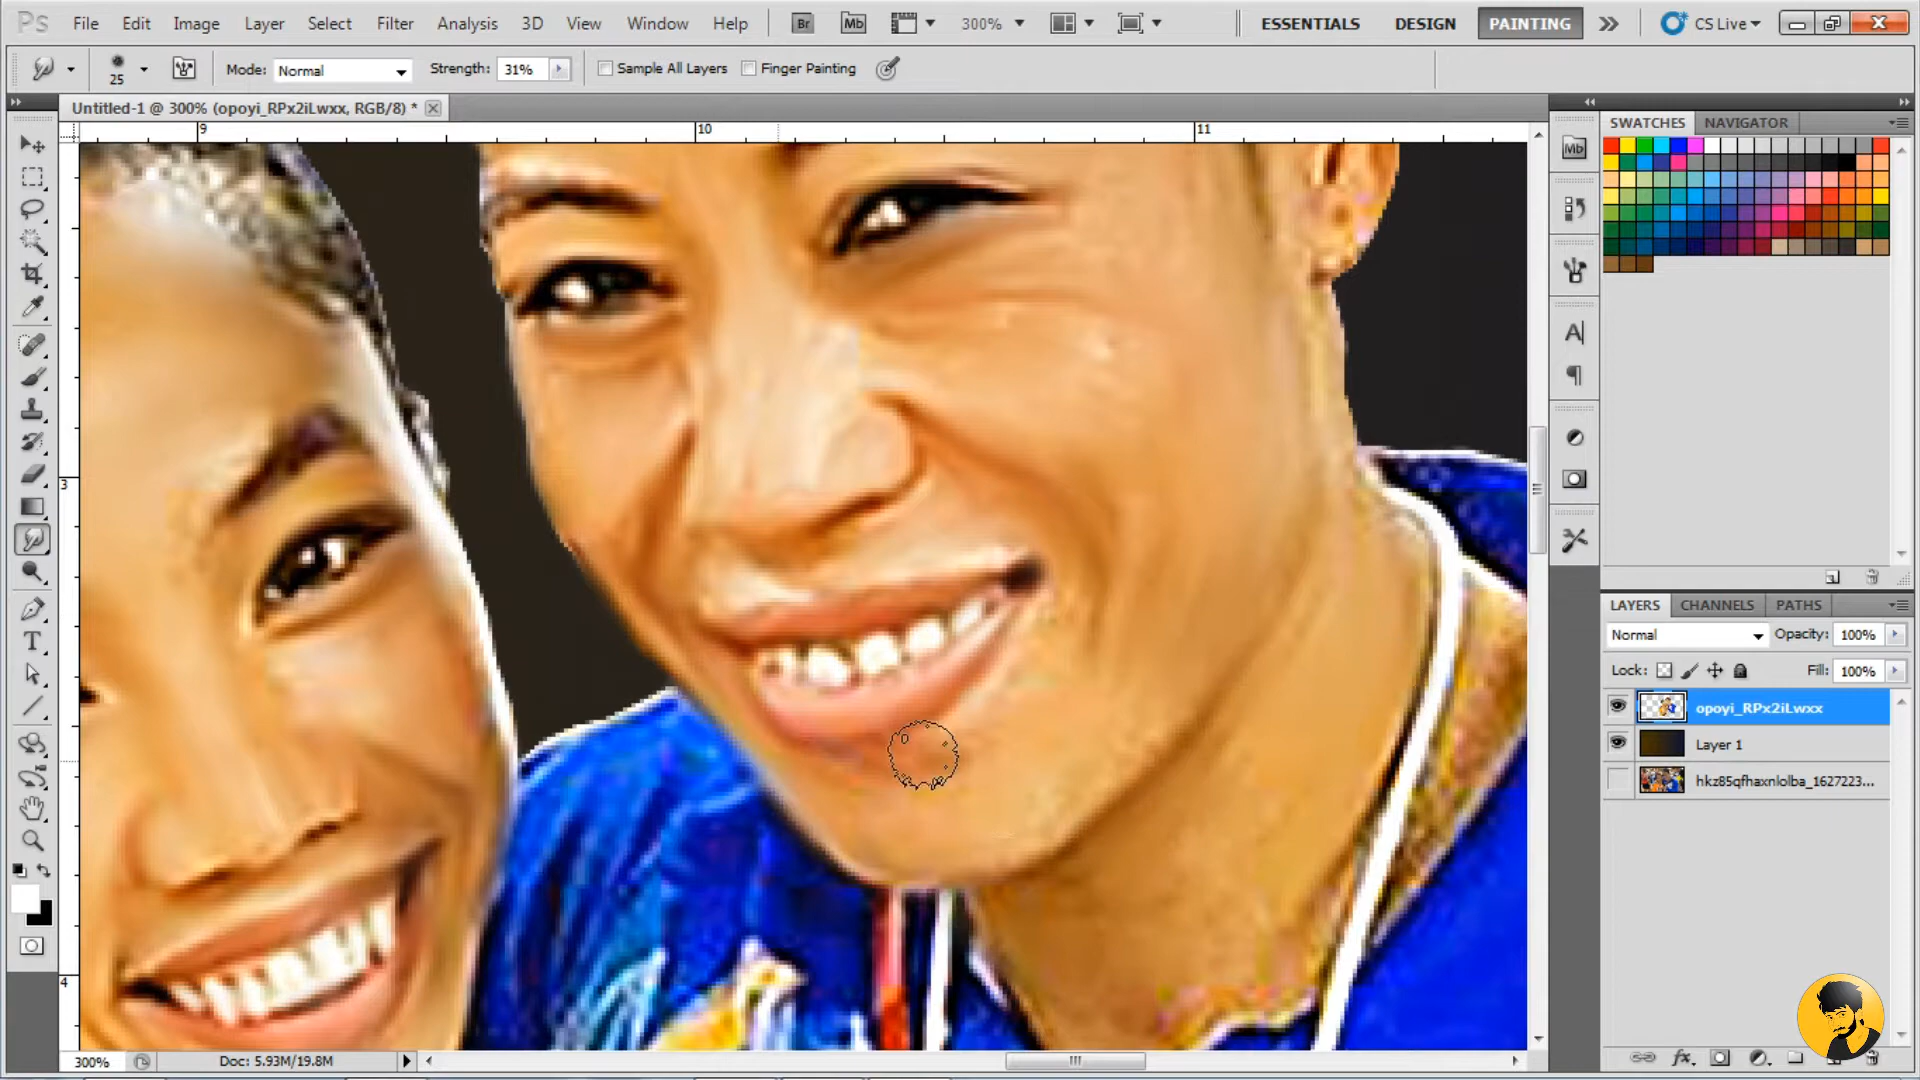 Ps File Edit Image Layer Select Filter Analysis 3D View Window Help Br Mb 300% ESSENTIALS DESIGN PAINTING CS Live
25 Mode: Normal Strength: 31% Sample All Layers Finger Painting
Untitled-1 @ 300% (opoyi_RPx2iLwxx, RGB/8) *
9 10 11
3
4
Mb
SWATCHES NAVIGATOR
LAYERS CHANNELS PATHS
Normal Opacity: 100%
Lock: Fill: 100%
opoyi_RPx2iLwxx
Layer 1
hkz85qfhaxnlolba_1627223...
300% Doc: 5.93M/19.8M